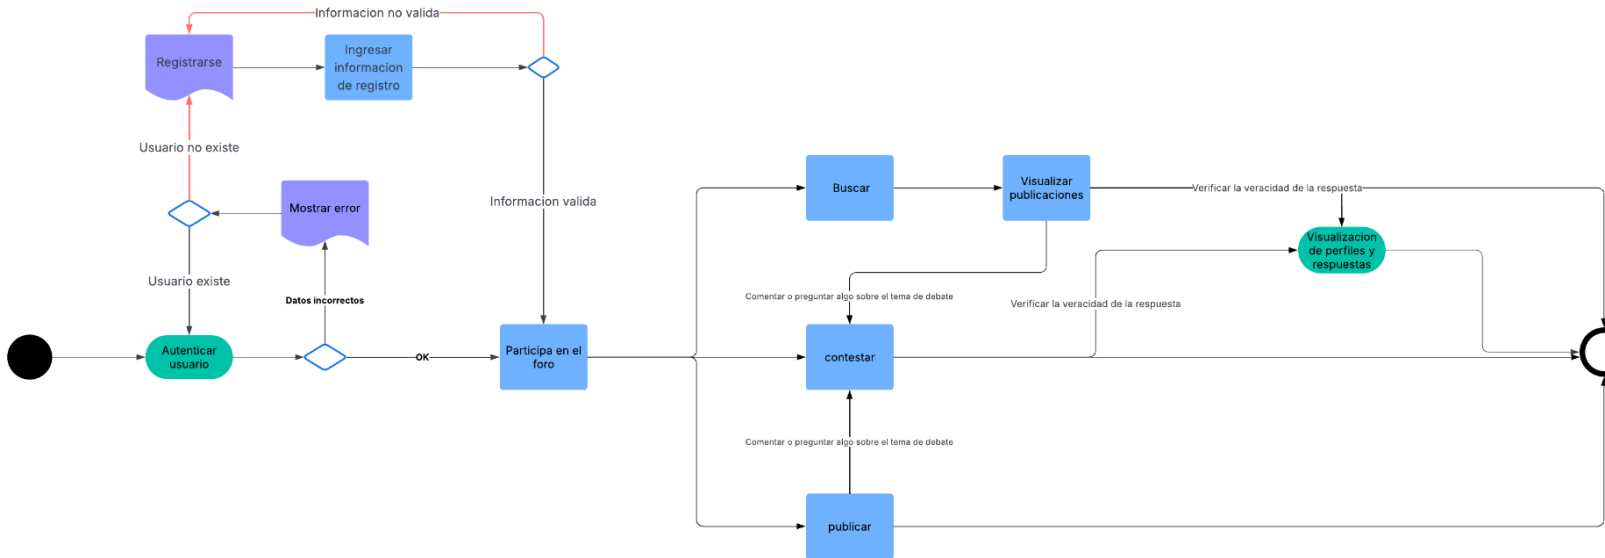 Informacion no valida
Registrarse
Ingresar
informacion
de registro
Usuario no existe
Mostrar error
Informacion valida
Buscar
Visualizar
publicaciones
Verificar la veracidad de la respuesta
Visualizacion
de perfiles y
respuestas
Usuario existe
Datos incorrectos
Comentar o preguntar algo sobre el tema de debate
Verificar la veracidad de la respuesta
Autenticar
usuario
OK
Participa en el
foro
contestar
Comentar o preguntar algo sobre el tema de debate
publicar